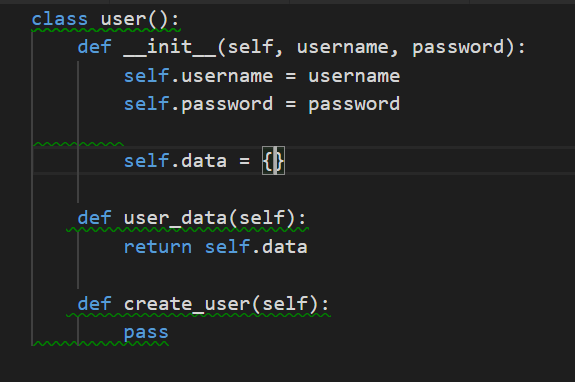 class user():
    def __init__(self, username, password):
        self.username = username
        self.password = password
        self.data = {}
    def user_data(self):
        return self.data
    def create_user(self):
        pass